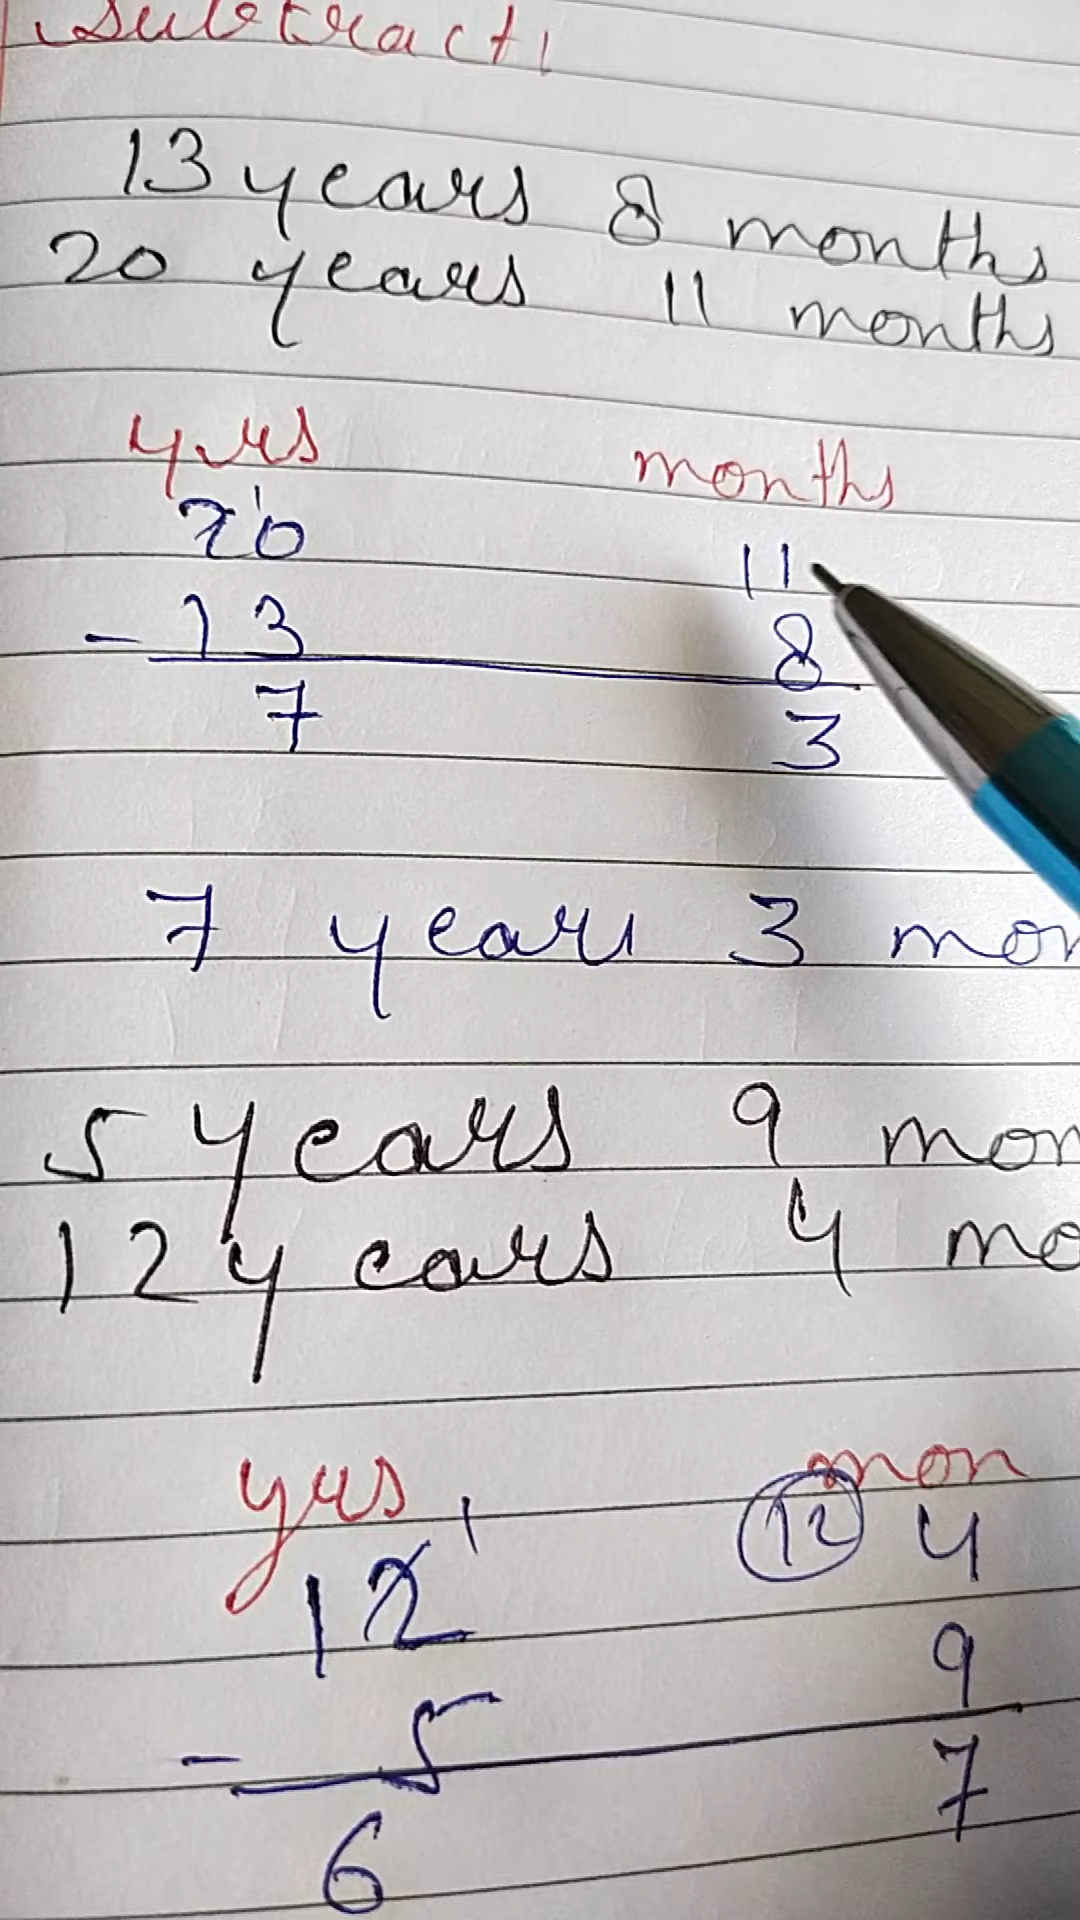 Subtract
13 years 8 months
20 years 11 months
yrs months
20 11
- 13 8
7 3
7 years 3 mon
5 years 9 mon
12 years 4 mo
yrs mon
12 1 12 4
- 5 9
6 7